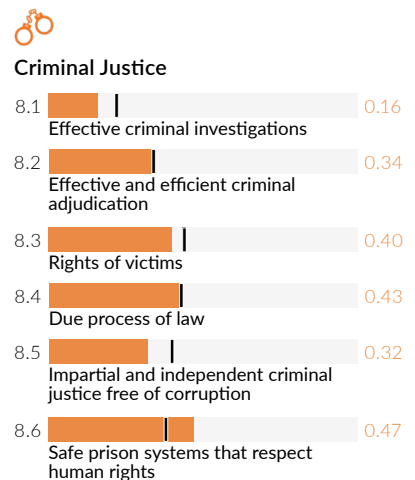 Criminal Justice
8.1 0.16
Effective criminal investigations
8.2 0.34
Effective and efficient criminal
adjudication
8.3 0.40
Rights of victims
8.4 0.43
Due process of law
8.5 0.32
Impartial and independent criminal
justice free of corruption
8.6 0.47
Safe prison systems that respect
human rights